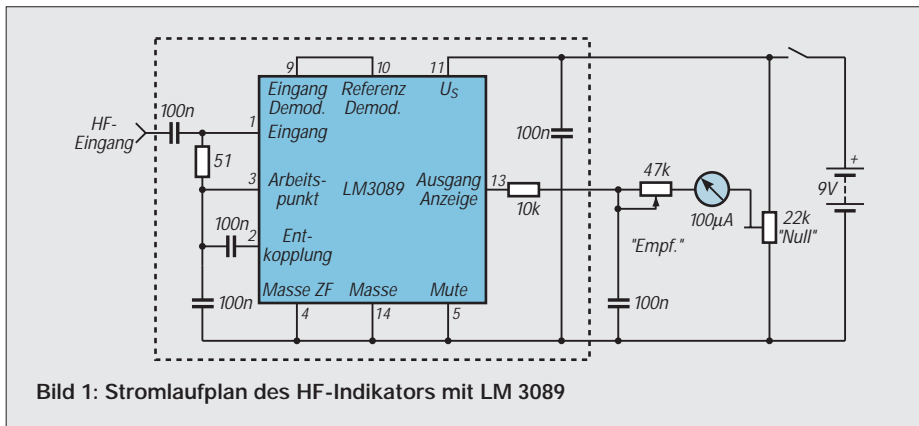 9
10
11
Eingang
Demod.
Referenz
Demod.
US
100n
HF-
Eingang
1
Eingang
51
100n
3
Arbeits-
punkt
LM3089
Ausgang
Anzeige
13
10k
47k
100µA
9V
+
22k
"Null"
100n
2
Ent-
kopplung
"Empf."
100n
Masse ZF
Masse
Mute
100n
4
14
5
Bild 1: Stromlaufplan des HF-Indikators mit LM 3089